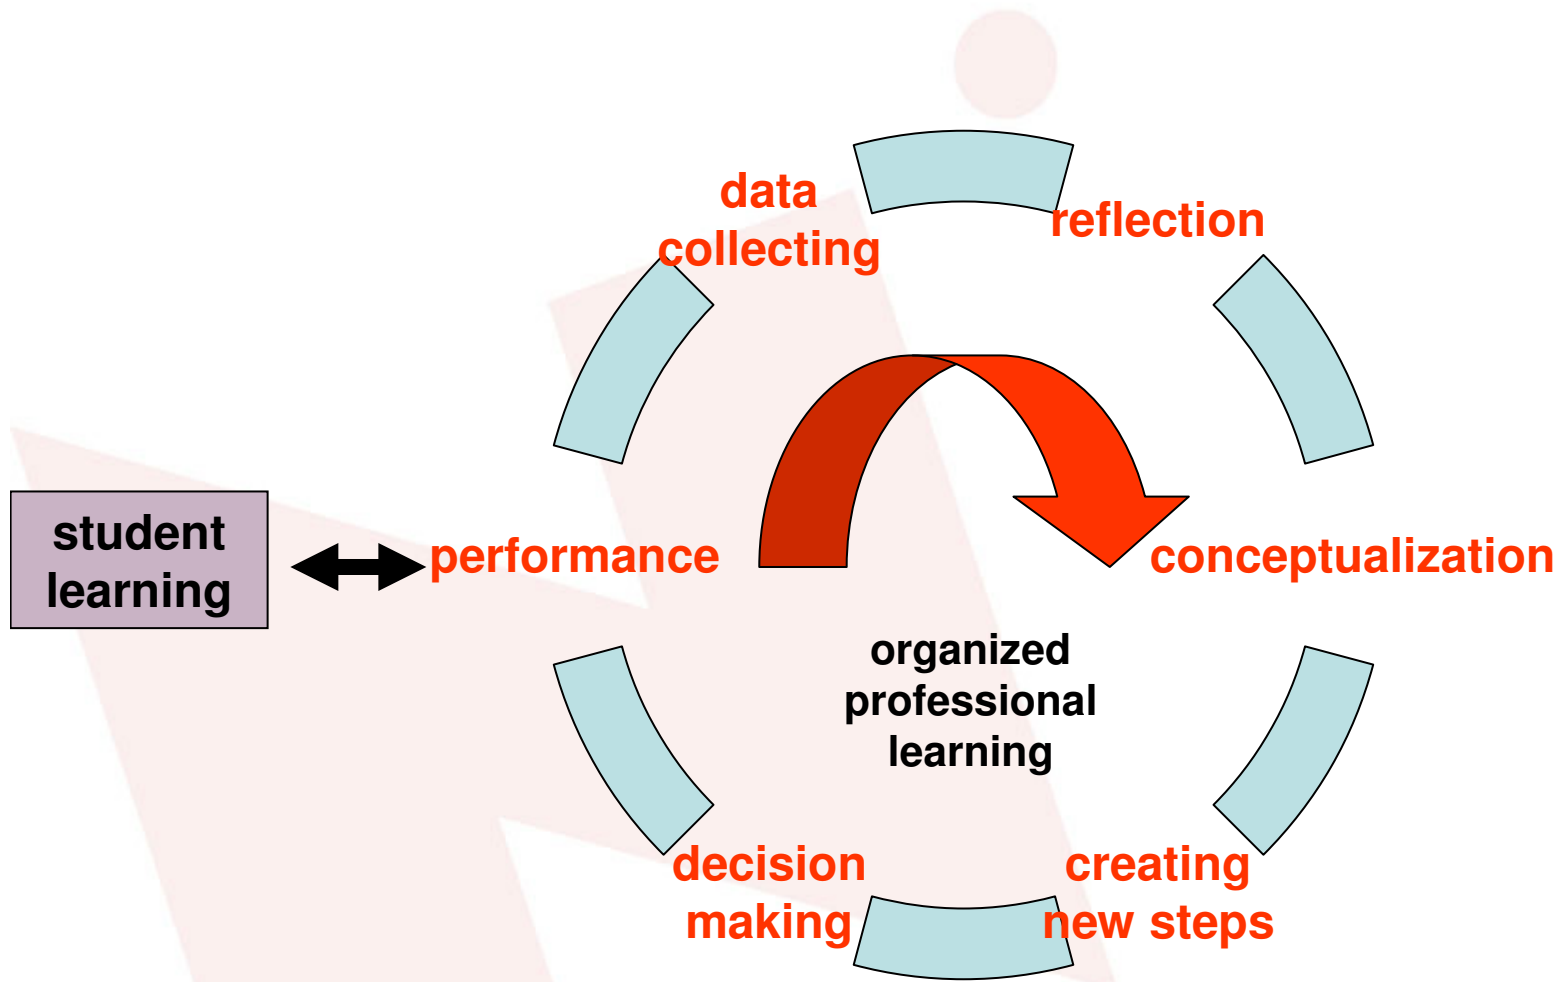 data
collecting
reflection
student
learning
performance
conceptualization
organized
professional
learning
decision
making
creating
new steps